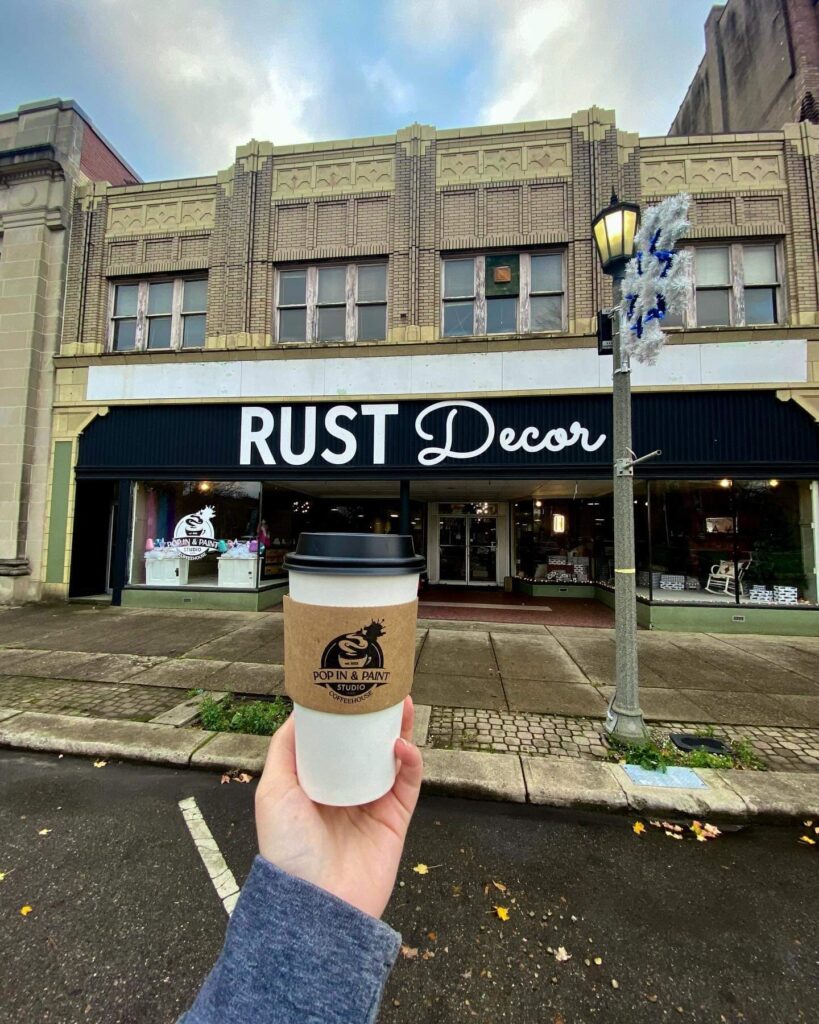 RUST Decor
POP IN & PAINT
STUDIO
POP IN & PAINT
STUDIO
COFFEEHOUSE